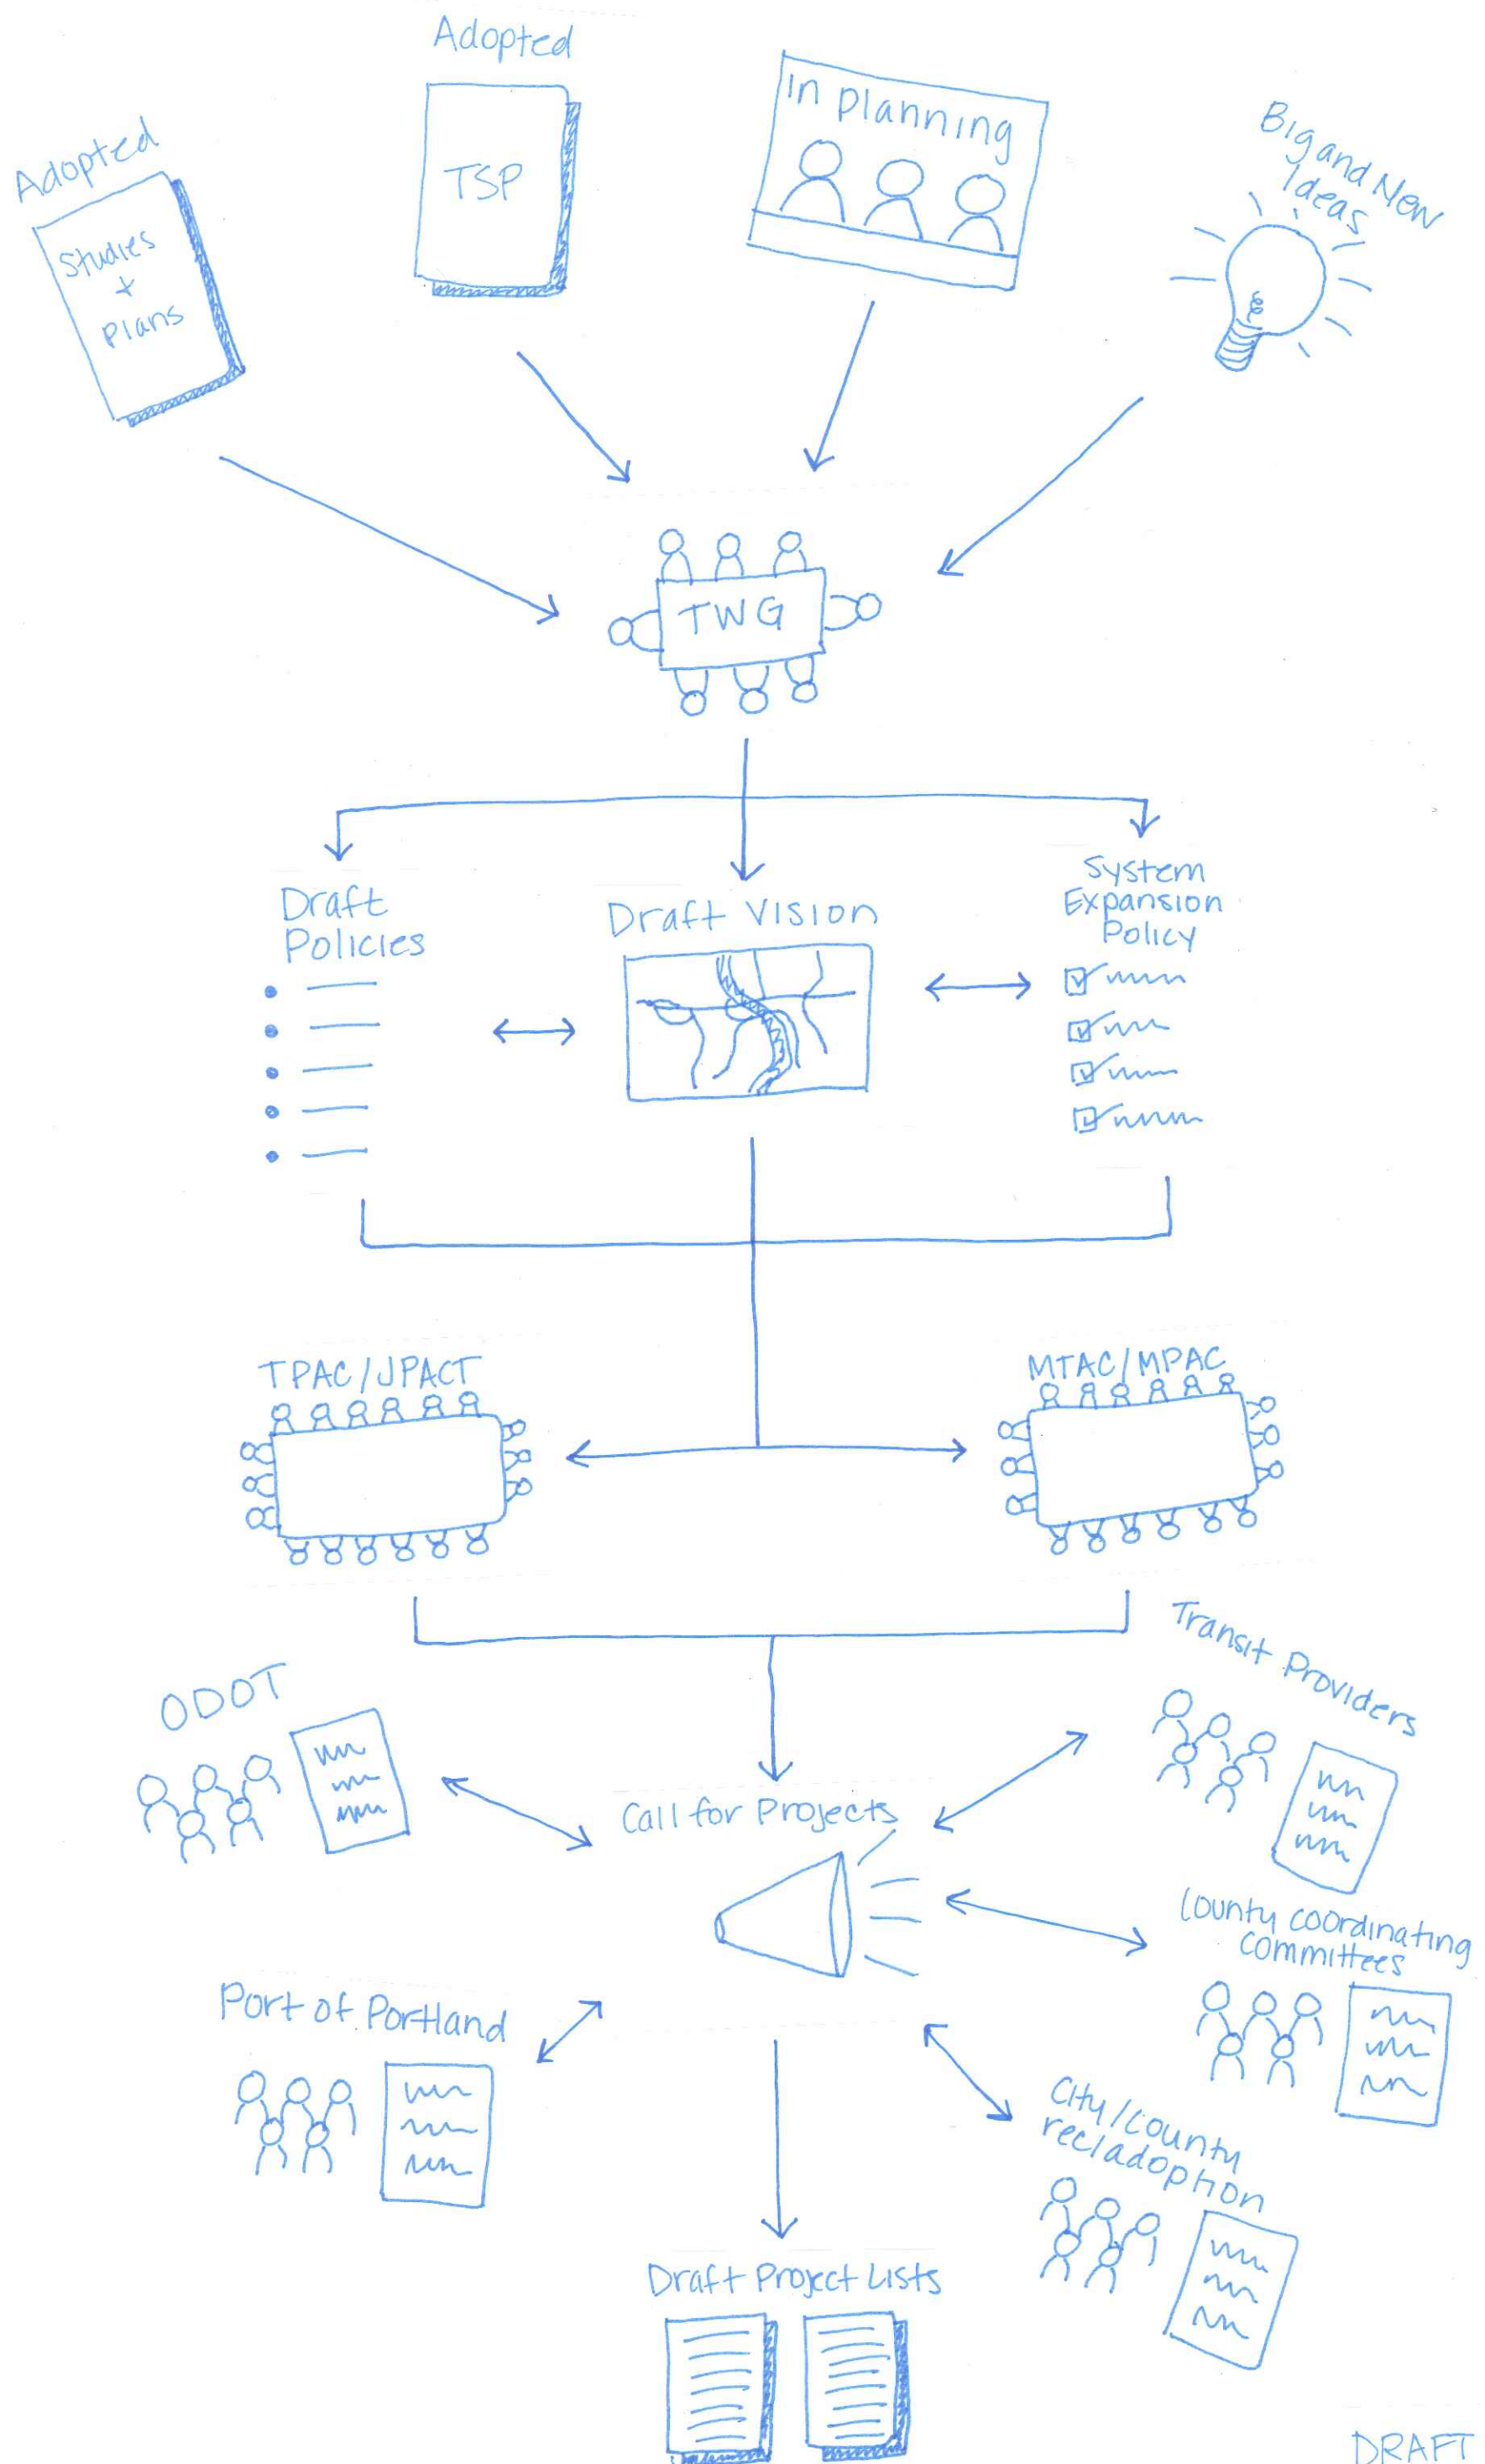 Adopted
Adopted
In planning
Big and New
Ideas
Studies
+
Plans
TSP
TWG
Draft
Policies
Draft Vision
System
Expansion
Policy
TPAC/JPACT
MTAC/MPAC
ODOT
Transit Providers
Call for Projects
County coordinating
committees
Port of Portland
City/County
rec/adoption
Draft Project Lists
DRAFT